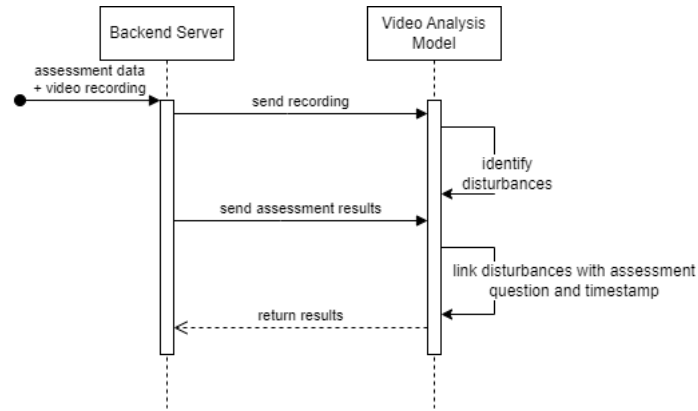 Backend Server
Video Analysis
Model
assessment data
+ video recording
send recording
identify
disturbances
send assessment results
link disturbances with assessment
question and timestamp
return results